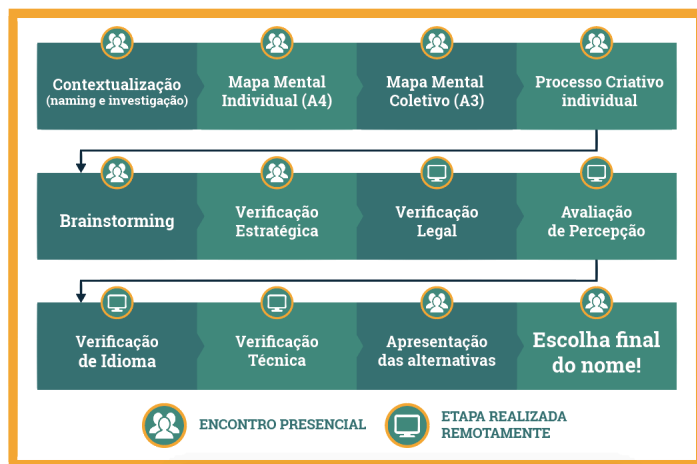 Contextualização
(naming e investigação)
Mapa Mental
Individual (A4)
Mapa Mental
Coletivo (A3)
Processo Criativo
individual
Brainstorming
Verificação
Estratégica
Verificação
Legal
Avaliação
de Percepção
Verificação
de Idioma
Verificação
Técnica
Apresentação
das alternativas
Escolha final
do nome!
ENCONTRO PRESENCIAL
ETAPA REALIZADA
REMOTAMENTE